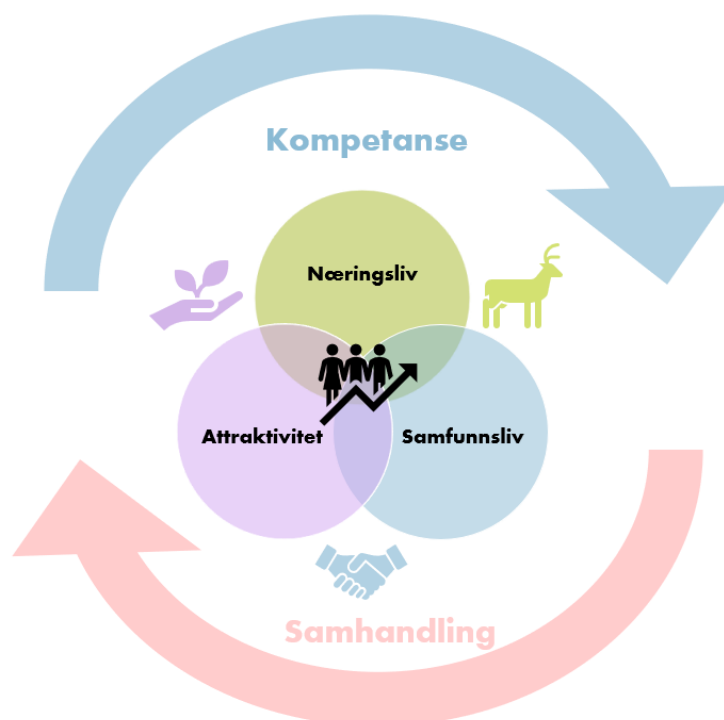 Kompetanse
Næringsliv
Attraktivitet
Samfunnsliv
Samhandling